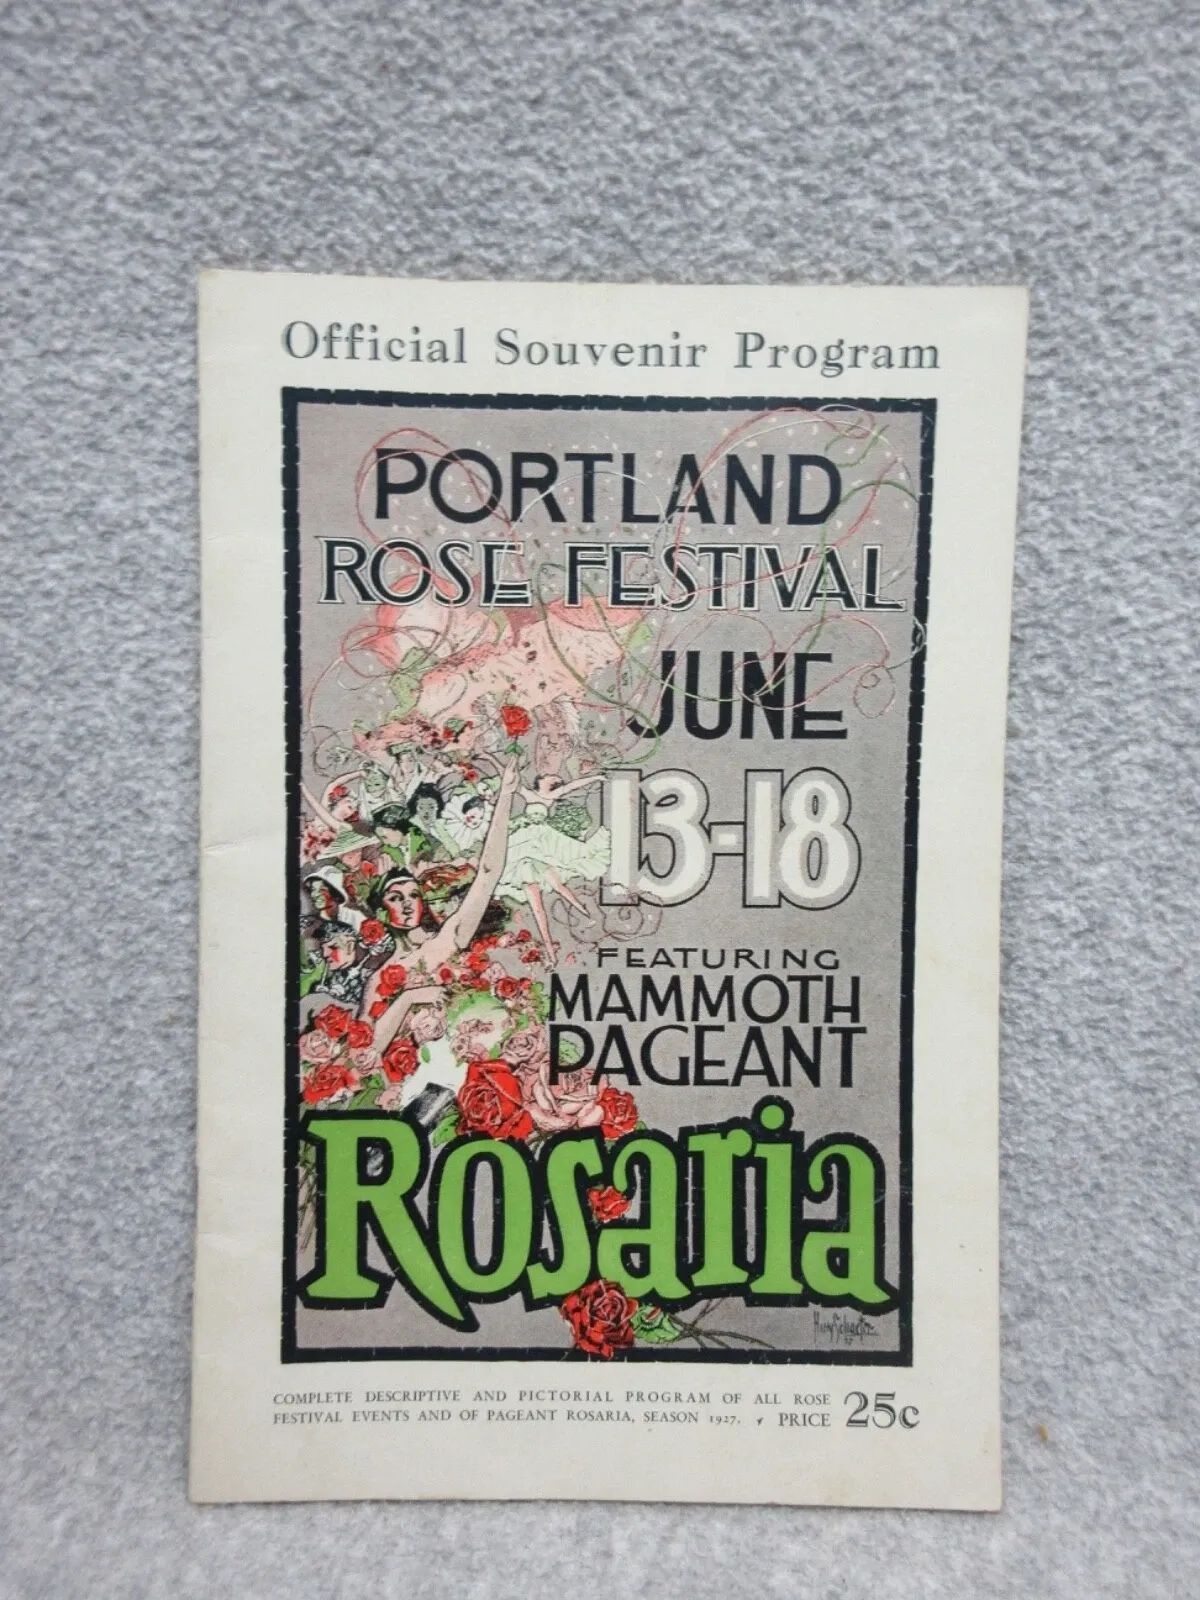 Official Souvenir Program
PORTLAND
ROSE FESTIVAL
JUNE
13-18
FEATURING
MAMMOTH
PAGEANT
Rosaria
COMPLETE DESCRIPTIVE AND PICTORIAL PROGRAM OF ALL ROSE
FESTIVAL EVENTS AND OF PAGEANT ROSARIA, SEASON 1927. PRICE 25c